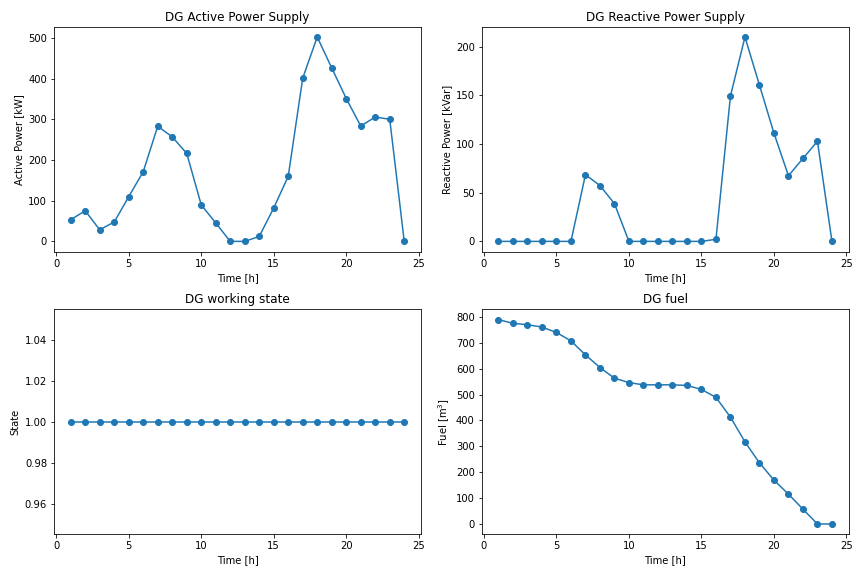 DG Active Power Supply
Active Power [kW]
500
400
300
200
100
0
0 5 10 15 20 25
Time [h]
DG Reactive Power Supply
Reactive Power [kVar]
200
150
100
50
0
0 5 10 15 20 25
Time [h]
DG working state
State
1.04
1.02
1.00
0.98
0.96
0 5 10 15 20 25
Time [h]
DG fuel
Fuel [m³]
800
700
600
500
400
300
200
100
0
0 5 10 15 20 25
Time [h]